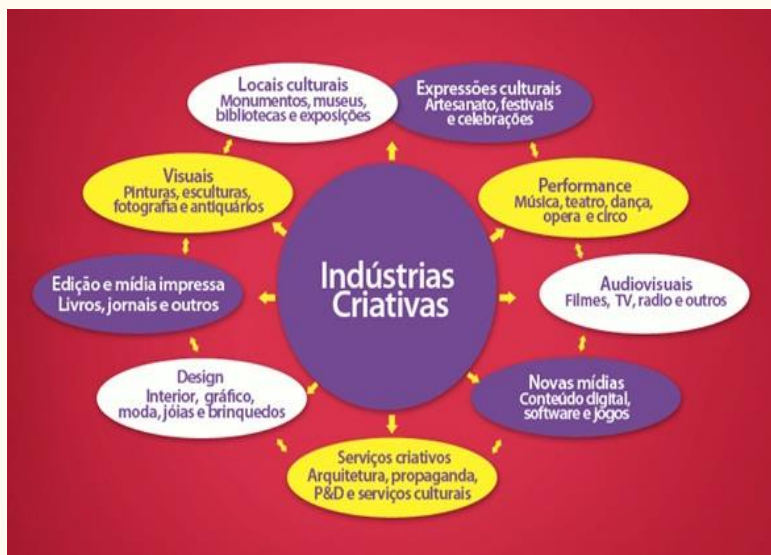 Locais culturais
Monumentos, museus,
bibliotecas e exposições
Expressões culturais
Artesanato, festivais
e celebrações
Visuais
Pinturas, esculturas,
fotografia e antiquários
Performance
Música, teatro, dança,
opera e circo
Indústrias
Criativas
Edição e mídia impressa
Livros, jornais e outros
Audiovisuais
Filmes, TV, radio e outros
Design
Interior, gráfico,
moda, jóias e brinquedos
Novas mídias
Conteúdo digital,
software e jogos
Serviços criativos
Arquitetura, propaganda,
P&D e serviços culturais